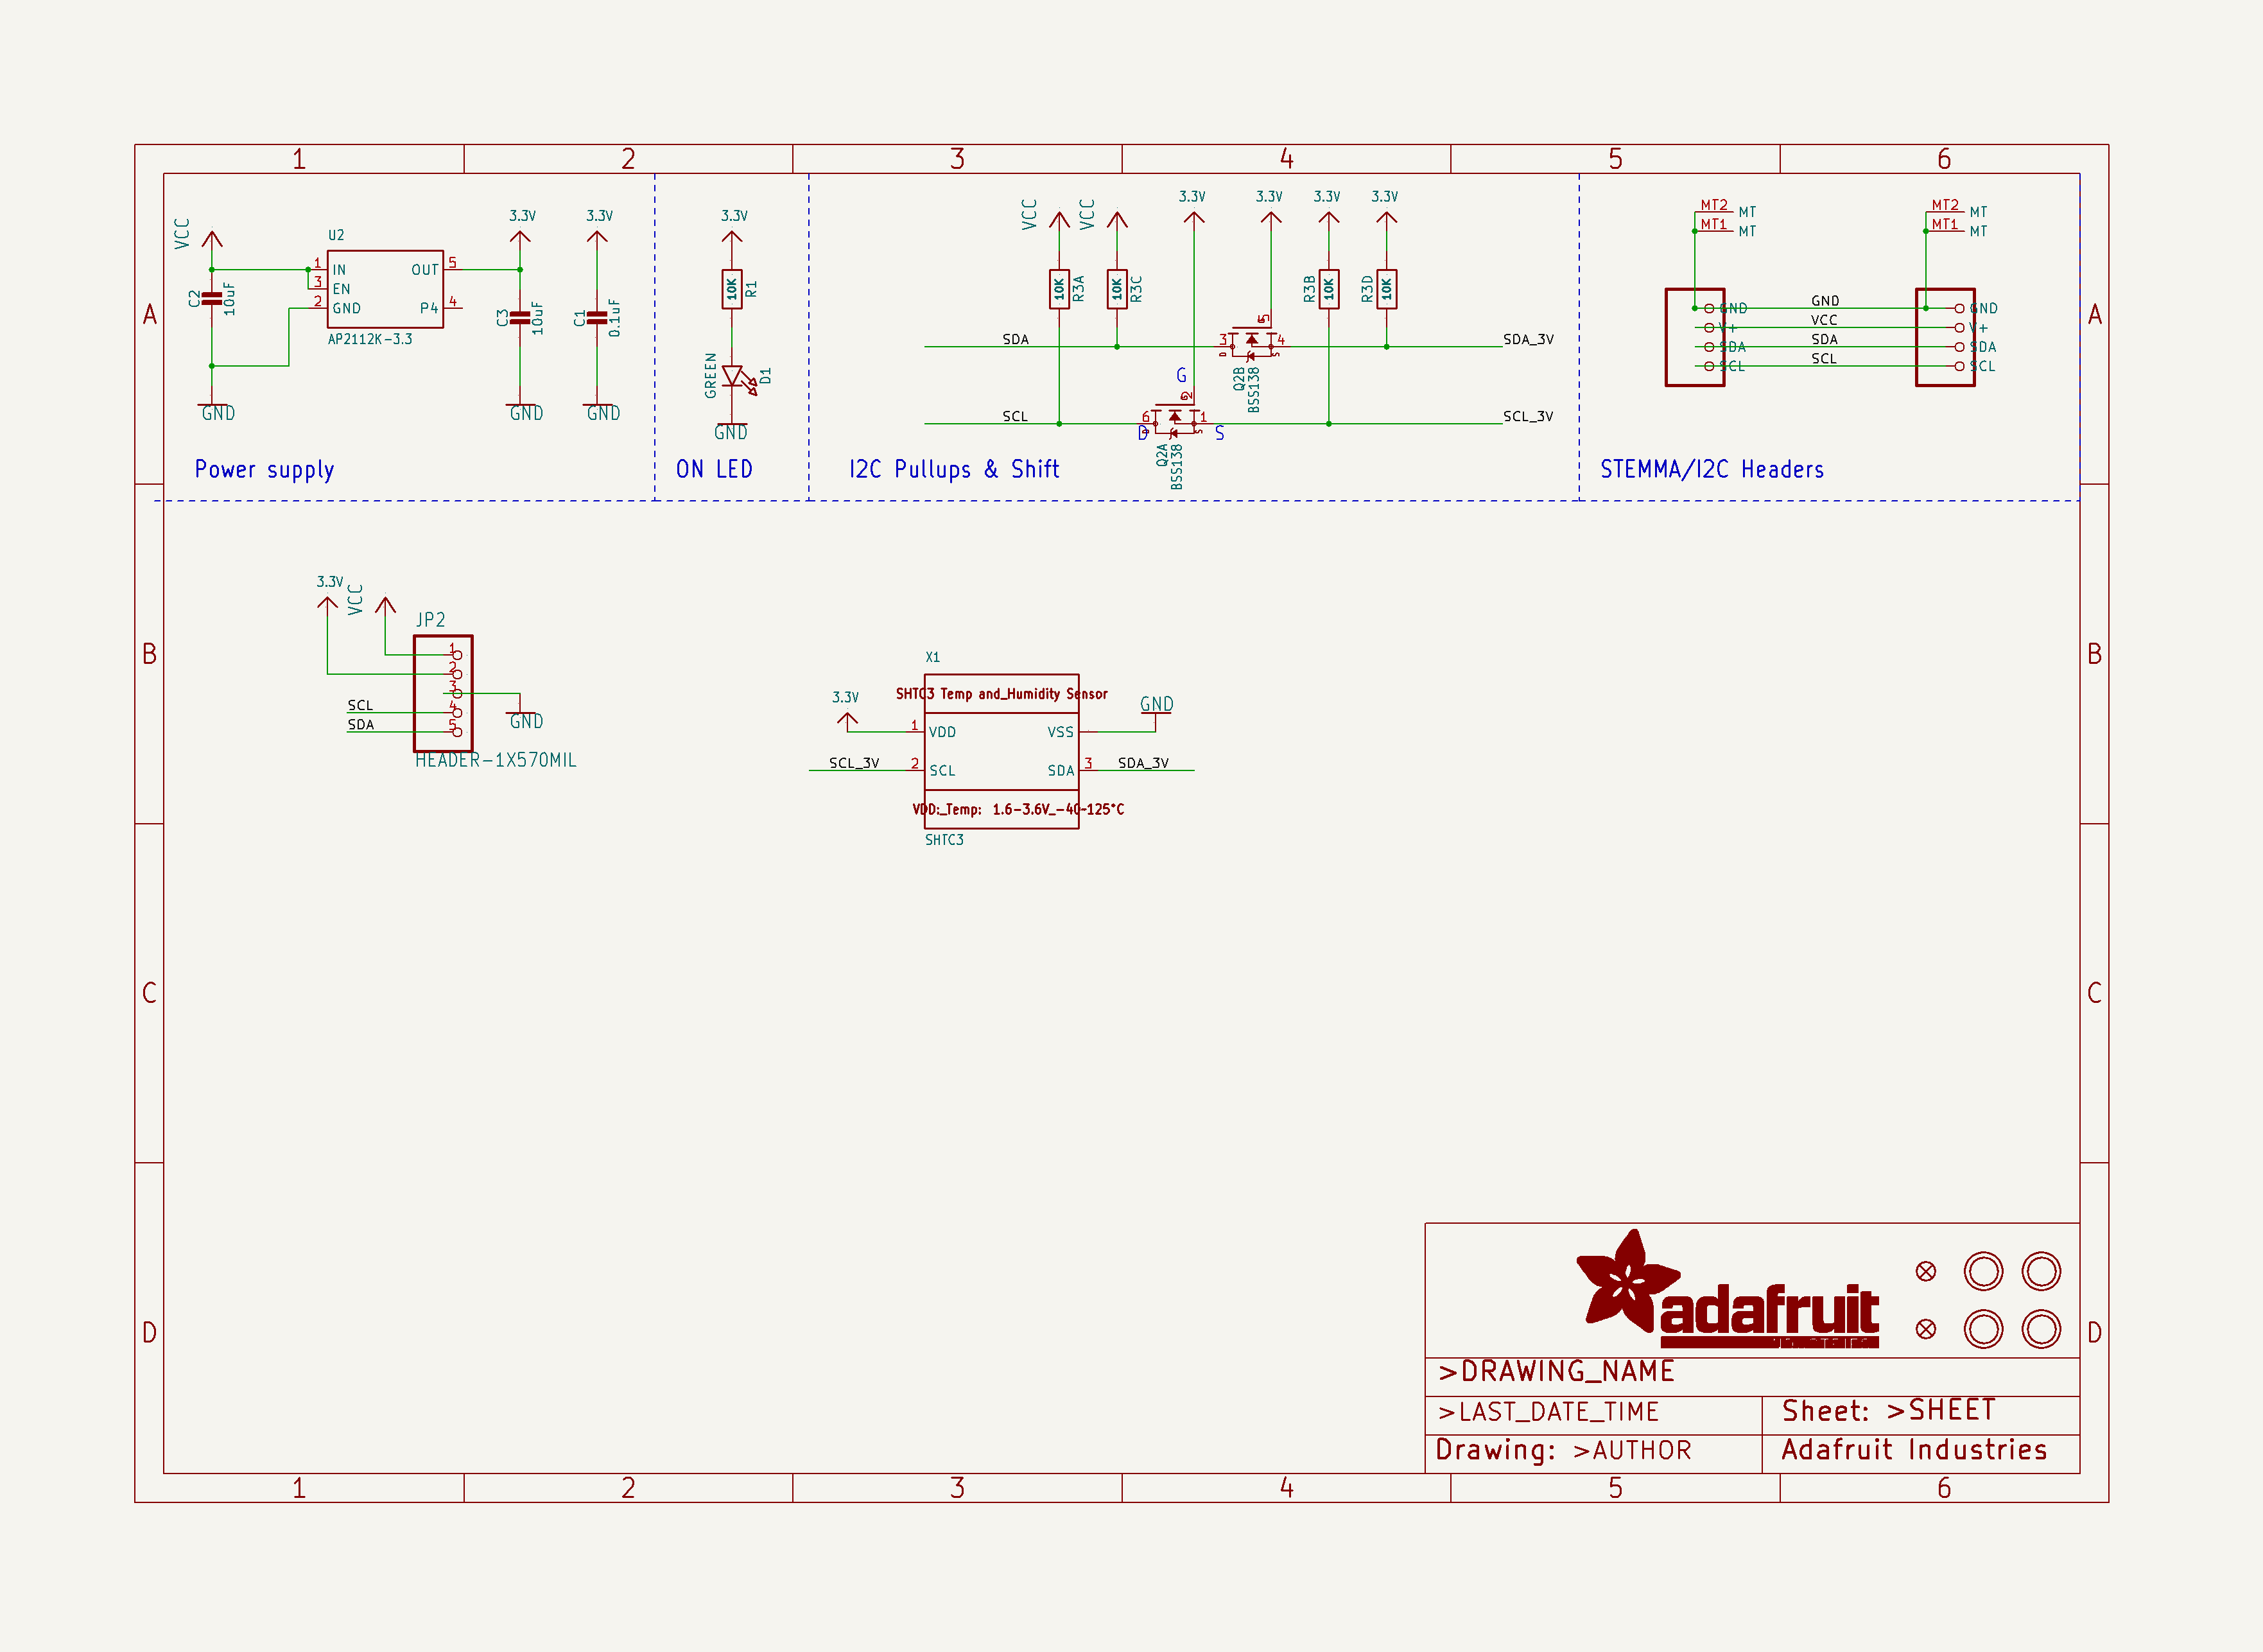 1 2 3 4 5 6
A A
VCC
U2
1 IN
3 EN
2 GND
OUT 5
P4 4
AP2112K-3.3
C2
10uF
GND
3.3V
C3
10uF
GND
3.3V
C1
0.1uF
GND
Power supply
3.3V
10K
R1
GREEN
D1
GND
ON LED
VCC
VCC
3.3V
3.3V
3.3V
3.3V
10K
R3A
10K
R3C
R3B
10K
R3D
10K
SDA
3
D
5
G
4
S
SDA_3V
Q2B
BSS138
G
2
G
SCL
6
D
D
1
S
S
SCL_3V
Q2A
BSS138
I2C Pullups & Shift
MT2 MT
MT1 MT
MT2 MT
MT1 MT
GND
V+
SDA
SCL
GND
VCC
SDA
SCL
GND
V+
SDA
SCL
STEMMA/I2C Headers
B B
3.3V
VCC
JP2
1
2
3
4
5
SCL
SDA
GND
HEADER-1X570MIL
X1
SHTC3 Temp and_Humidity Sensor
3.3V
GND
1 VDD
VSS
SCL_3V
2 SCL
SDA 3
SDA_3V
VDD:_Temp: 1.6-3.6V_-40~125°C
SHTC3
C C
D D
adafruit
>DRAWING_NAME
>LAST_DATE_TIME
Sheet: >SHEET
Drawing: >AUTHOR
Adafruit Industries
1 2 3 4 5 6